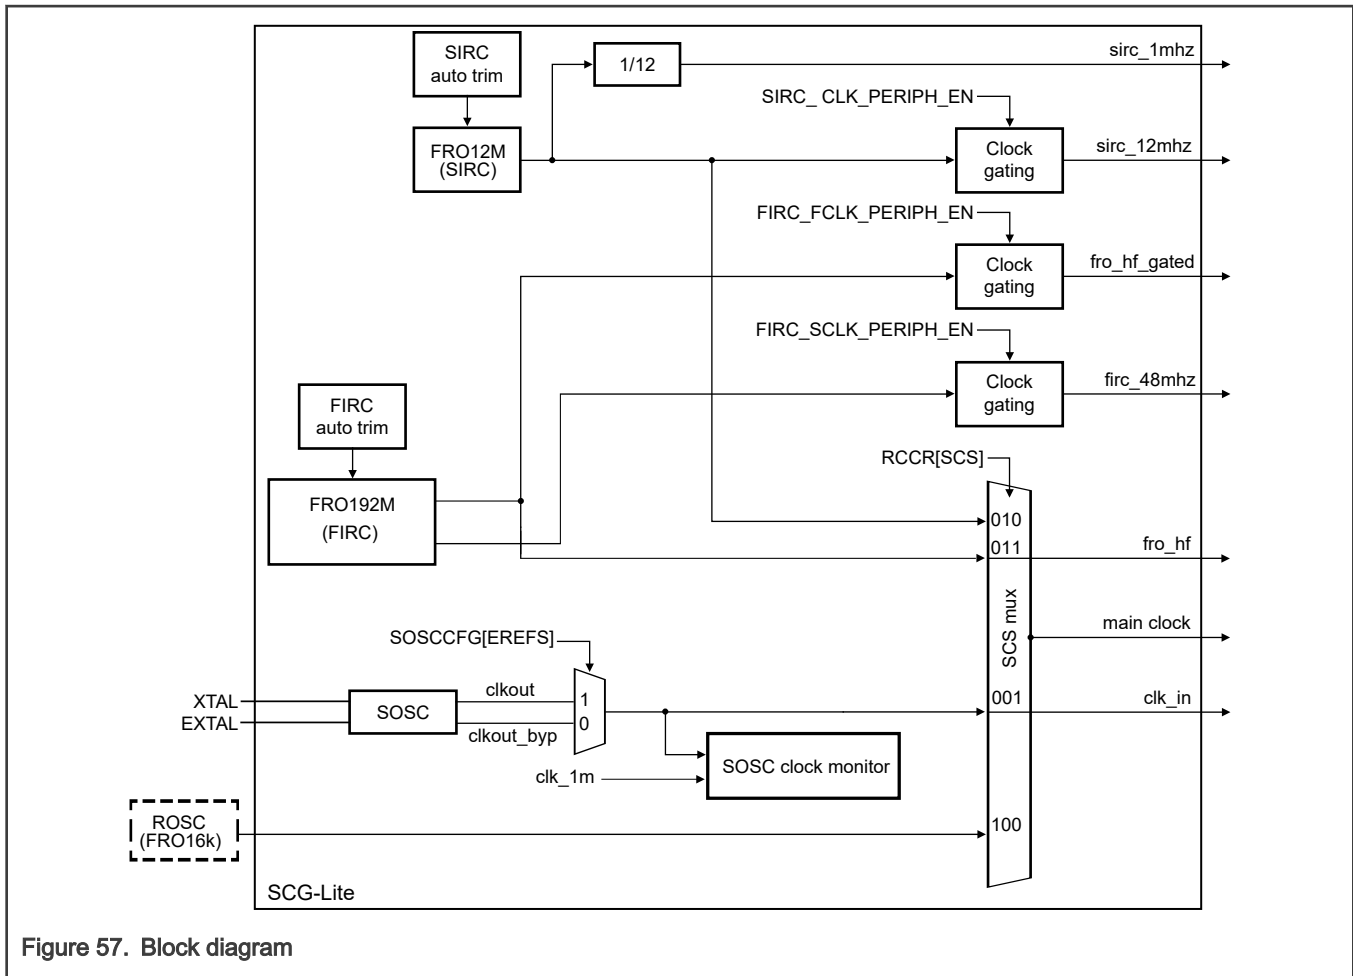 SIRC
auto trim
1/12
sirc_1mhz
SIRC_ CLK_PERIPH_EN
FRO12M
(SIRC)
Clock
gating
sirc_12mhz
FIRC_FCLK_PERIPH_EN
Clock
gating
fro_hf_gated
FIRC_SCLK_PERIPH_EN
Clock
gating
firc_48mhz
FIRC
auto trim
RCCR[SCS]
FRO192M
(FIRC)
010
011
fro_hf
SCS mux
SOSCCFG[EREFS]
main clock
XTAL
EXTAL
SOSC
clkout
clkout_byp
1
0
001
clk_in
clk_1m
SOSC clock monitor
ROSC
(FRO16k)
100
SCG-Lite
Figure 57. Block diagram